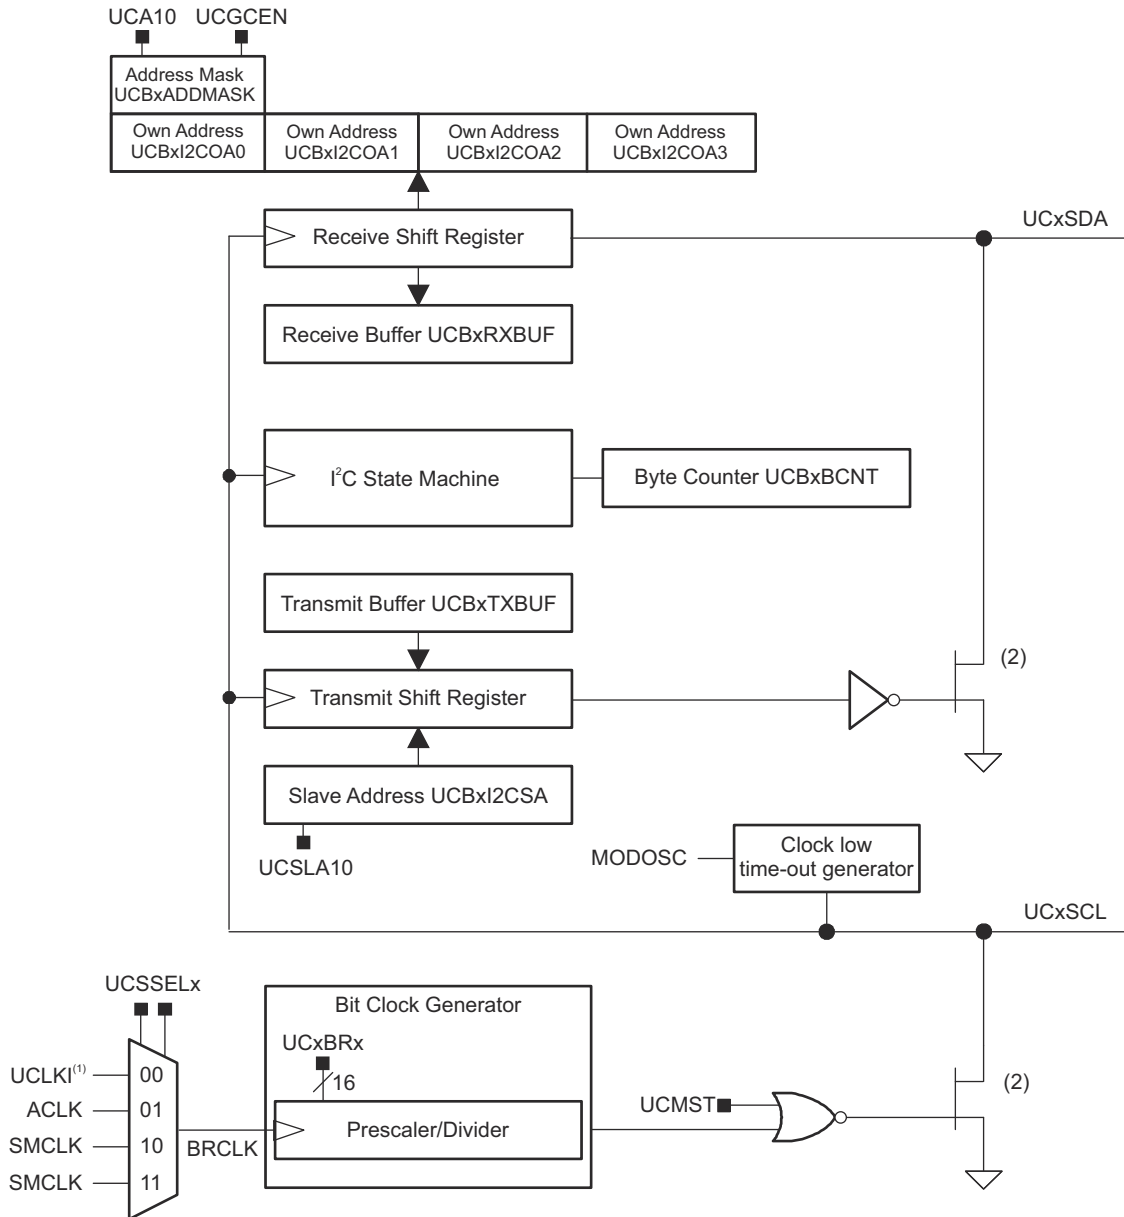 UCA10 UCGCEN
Address Mask
UCBxADDMASK
Own Address
UCBxI2COA0
Own Address
UCBxI2COA1
Own Address
UCBxI2COA2
Own Address
UCBxI2COA3
Receive Shift Register
UCxSDA
Receive Buffer UCBxRXBUF
I²C State Machine
Byte Counter UCBxBCNT
Transmit Buffer UCBxTXBUF
(2)
Transmit Shift Register
Slave Address UCBxI2CSA
UCSLA10
MODOSC
Clock low
time-out generator
UCxSCL
UCSSELx
Bit Clock Generator
UCxBRx
16
UCLKI⁽¹⁾ 00
ACLK 01
SMCLK 10
SMCLK 11
BRCLK
Prescaler/Divider
UCMST
(2)